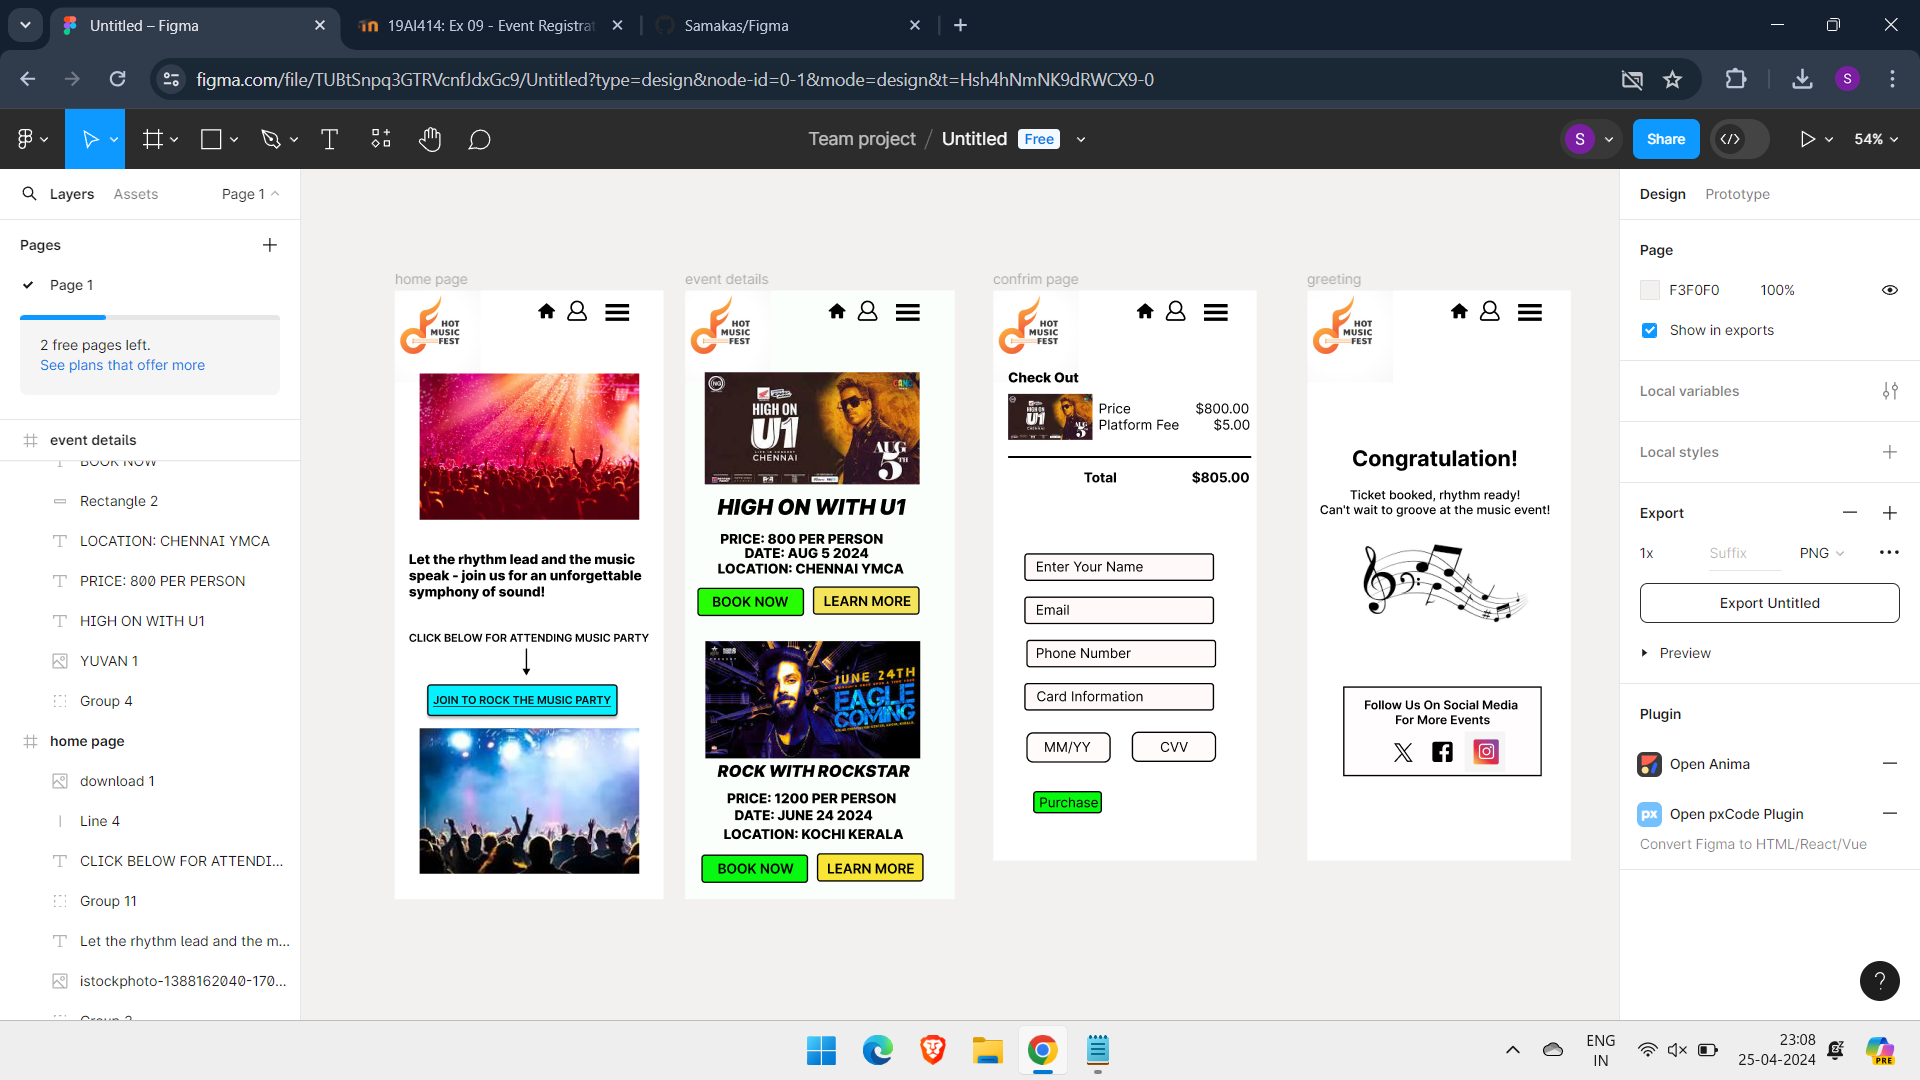 Untitled – Figma
19AI414: Ex 09 - Event Registrat
Samakas/Figma
figma.com/file/TUBtSnpq3GTRVcnfJdxGc9/Untitled?type=design&node-id=0-1&mode=design&t=Hsh4hNmNK9dRWCX9-0
S
Team project / Untitled Free
S
Share
54%
Layers Assets Page 1
Pages
Page 1
2 free pages left.
See plans that offer more
event details
BOOK NOW
Rectangle 2
LOCATION: CHENNAI YMCA
PRICE: 800 PER PERSON
HIGH ON WITH U1
YUVAN 1
Group 4
home page
download 1
Line 4
CLICK BELOW FOR ATTENDI...
Group 11
Let the rhythm lead and the m...
istockphoto-1388162040-170...
home page
HOT
MUSIC
FEST
Let the rhythm lead and the music
speak - join us for an unforgettable
symphony of sound!
CLICK BELOW FOR ATTENDING MUSIC PARTY
JOIN TO ROCK THE MUSIC PARTY
event details
HOT
MUSIC
FEST
HIGH ON
U1
LIVE IN CONCERT
CHENNAI
AUG
5TH
HIGH ON WITH U1
PRICE: 800 PER PERSON
DATE: AUG 5 2024
LOCATION: CHENNAI YMCA
BOOK NOW
LEARN MORE
JUNE 24TH
EAGLE
COMING
ROCK WITH ROCKSTAR
PRICE: 1200 PER PERSON
DATE: JUNE 24 2024
LOCATION: KOCHI KERALA
BOOK NOW
LEARN MORE
confrim page
HOT
MUSIC
FEST
Check Out
HIGH ON
U1
CHENNAI
AUG
5
Price $800.00
Platform Fee $5.00
Total $805.00
Enter Your Name
Email
Phone Number
Card Information
MM/YY
CVV
Purchase
greeting
HOT
MUSIC
FEST
Congratulation!
Ticket booked, rhythm ready!
Can't wait to groove at the music event!
Follow Us On Social Media
For More Events
Design Prototype
Page
F3F0F0 100%
Show in exports
Local variables
Local styles
Export
1x Suffix PNG
Export Untitled
Preview
Plugin
Open Anima
px Open pxCode Plugin
Convert Figma to HTML/React/Vue
?
ENG
IN
23:08
25-04-2024
PRE